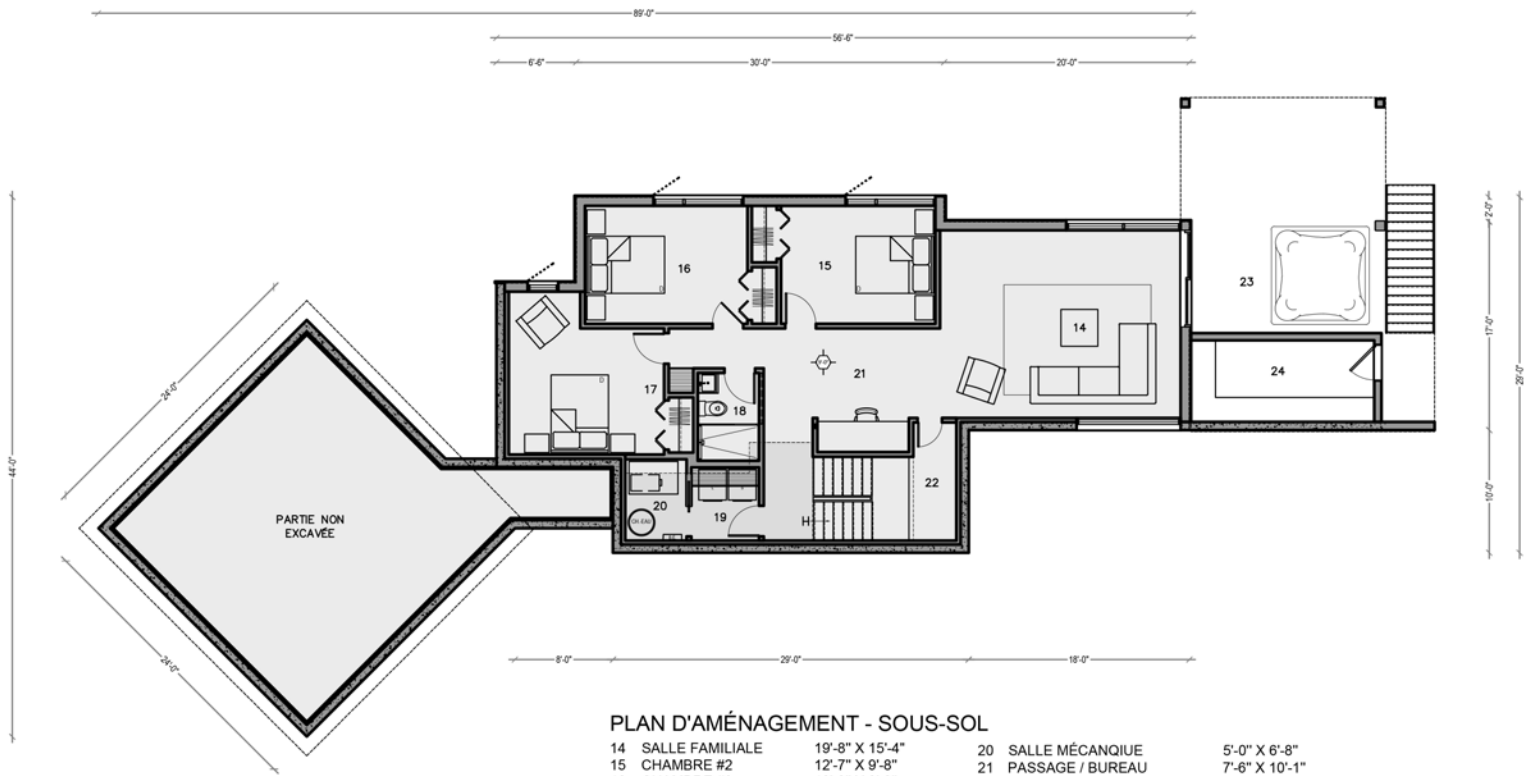 89'-0"
56'-6"
6'-6" 30'-0" 20'-0"
2'-0"
16
15
23
14
17'-0"
29'-0"
24
21
9'-0"
24'-0"
17
18
44'-0"
22
20
10'-0"
19
H
PARTIE NON
EXCAVÉE
24'-0"
8'-0" 29'-0" 18'-0"
PLAN D'AMÉNAGEMENT - SOUS-SOL
14 SALLE FAMILIALE 19'-8" X 15'-4" 20 SALLE MÉCANQIUE 5'-0" X 6'-8"
15 CHAMBRE #2 12'-7" X 9'-8" 21 PASSAGE / BUREAU 7'-6" X 10'-1"